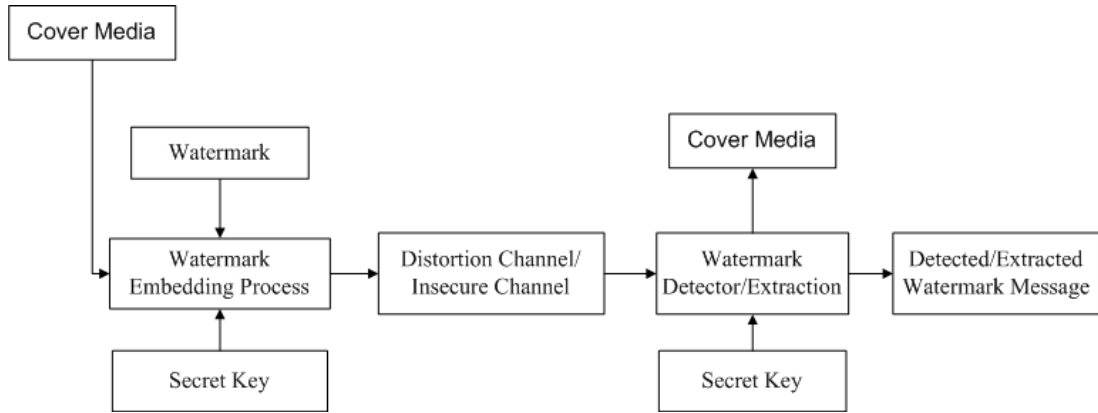 Cover Media
Watermark
Cover Media
Watermark
Embedding Process
Distortion Channel/
Insecure Channel
Watermark
Detector/Extraction
Detected/Extracted
Watermark Message
Secret Key
Secret Key